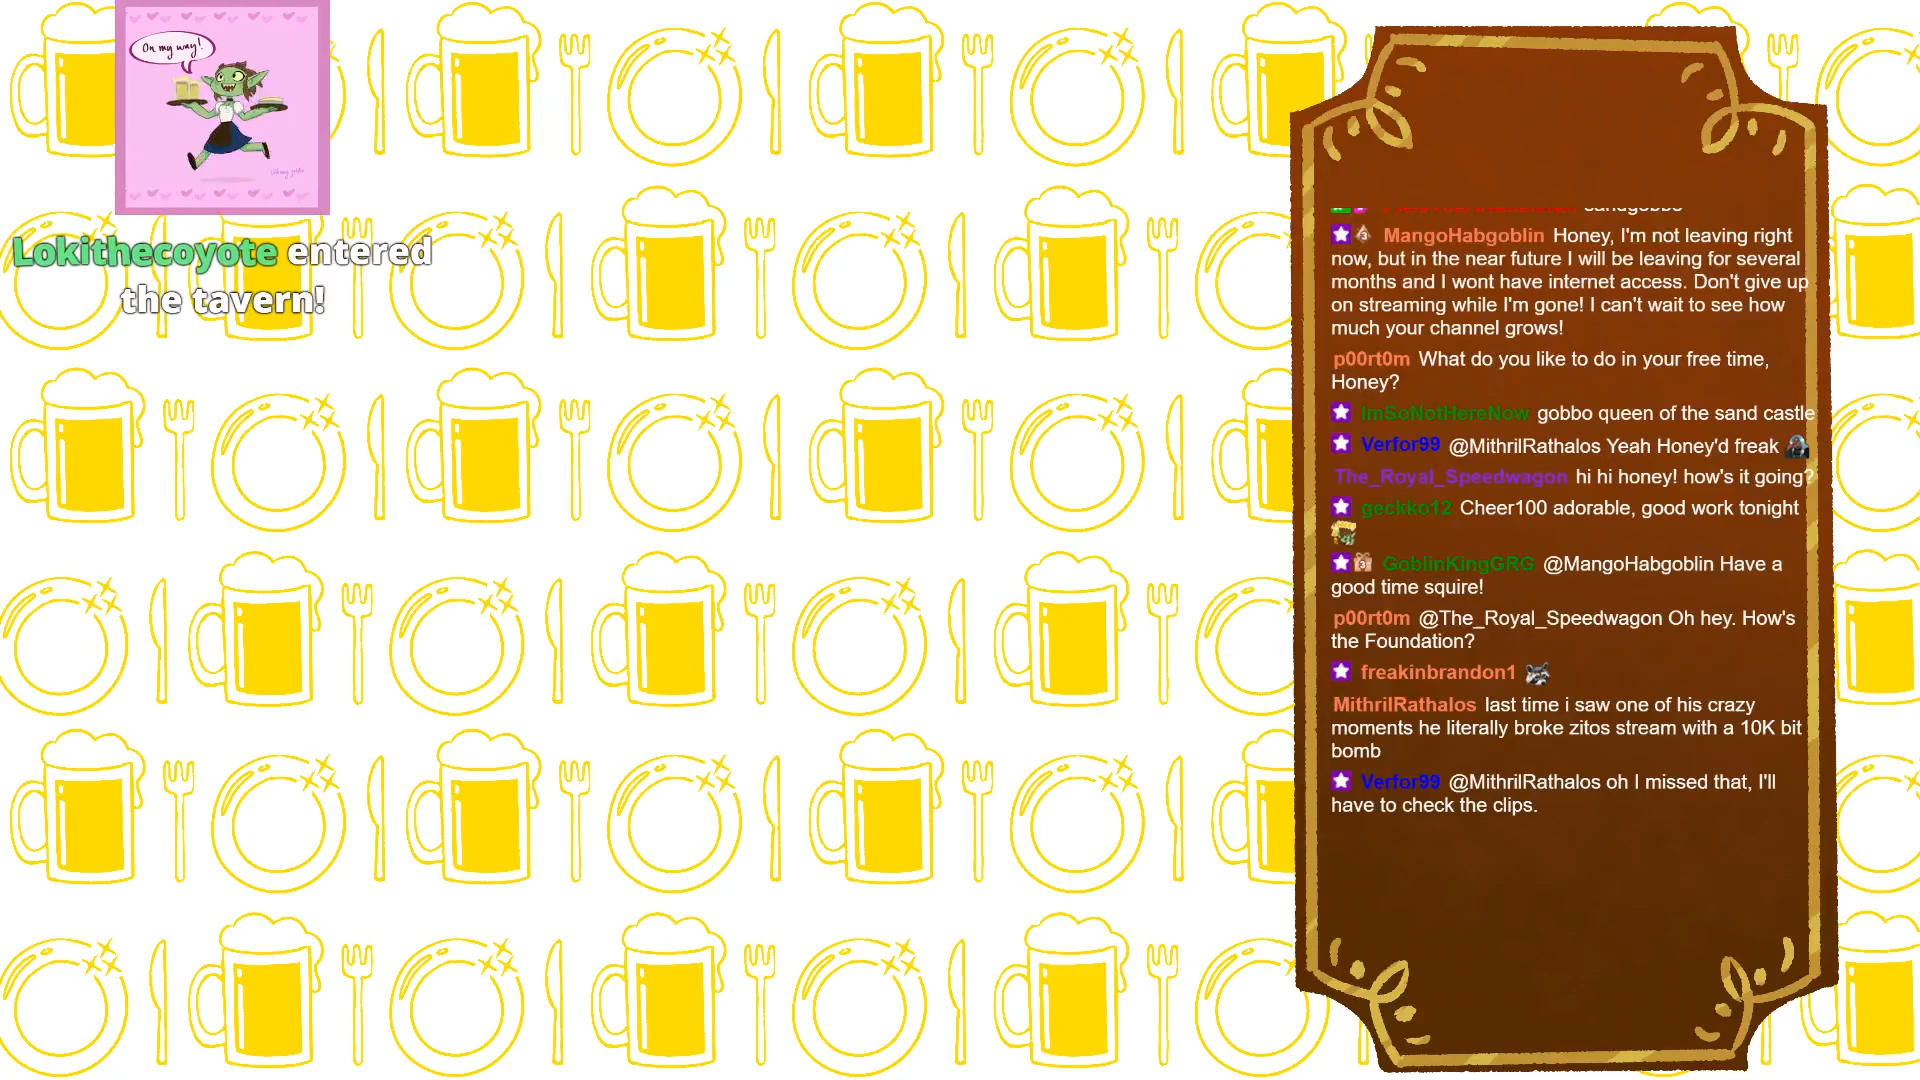 On my way!
Lokithecoyote entered
the tavern!
sandgobbo
MangoHabgoblin Honey, I'm not leaving right
now, but in the near future I will be leaving for several
months and I wont have internet access. Don't give up
on streaming while I'm gone! I can't wait to see how
much your channel grows!
p00rt0m What do you like to do in your free time,
Honey?
ImSoNotHereNow gobbo queen of the sand castle
Verfor99 @MithrilRathalos Yeah Honey'd freak
The_Royal_Speedwagon hi hi honey! how's it going?
geckko12 Cheer100 adorable, good work tonight
GoblinKingGRG @MangoHabgoblin Have a
good time squire!
p00rt0m @The_Royal_Speedwagon Oh hey. How's
the Foundation?
freakinbrandon1
MithrilRathalos last time i saw one of his crazy
moments he literally broke zitos stream with a 10K bit
bomb
Verfor99 @MithrilRathalos oh I missed that, I'll
have to check the clips.